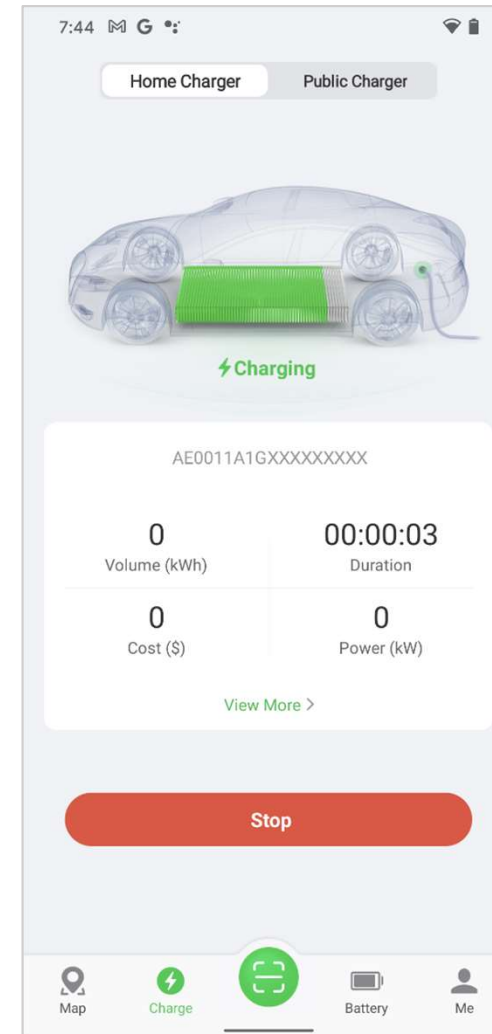 7:44 M G
Home Charger Public Charger
Charging
AE0011A1GXXXXXXXXX
0 00:00:03
Volume (kWh) Duration
0 0
Cost ($) Power (kW)
View More >
Stop
Map Charge Battery Me